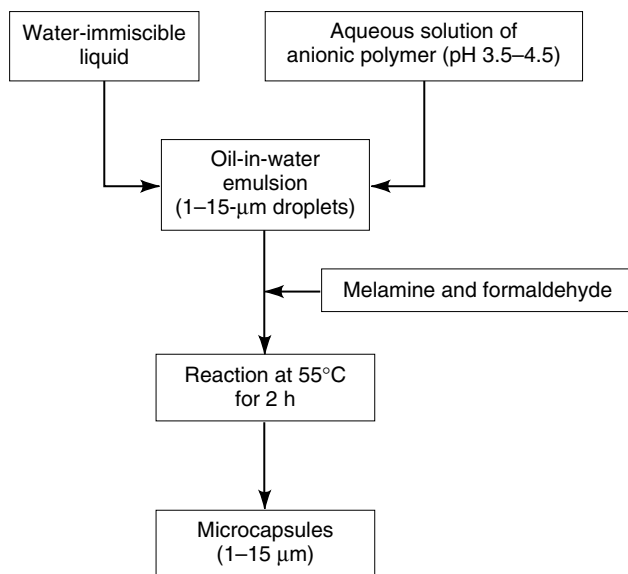 Water-immiscible
liquid
Aqueous solution of
anionic polymer (pH 3.5–4.5)
Oil-in-water
emulsion
(1–15-μm droplets)
Melamine and formaldehyde
Reaction at 55°C
for 2 h
Microcapsules
(1–15 μm)